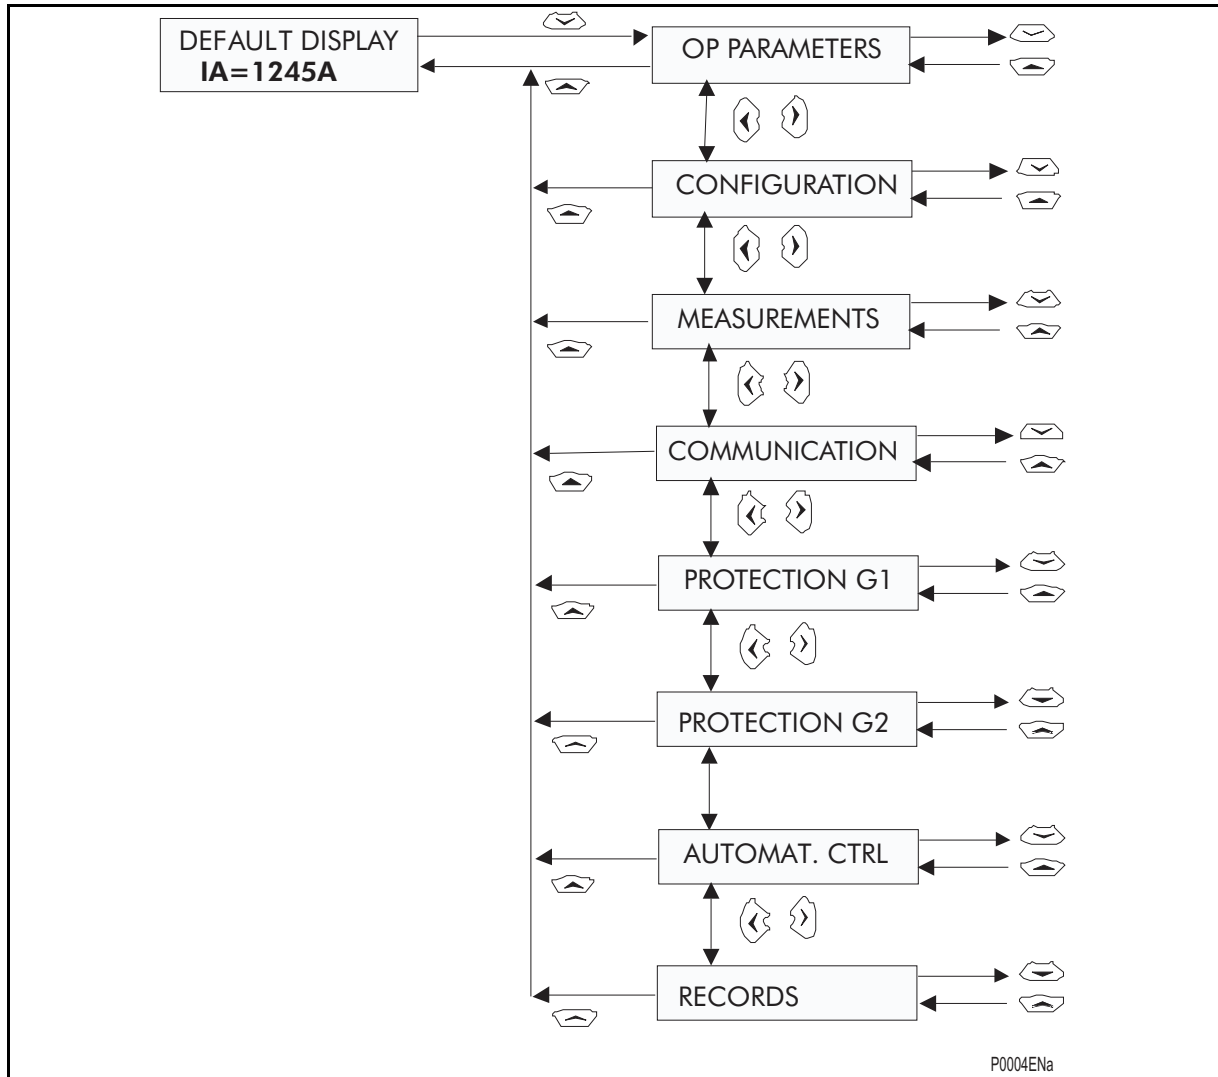 DEFAULT DISPLAY
IA=1245A
OP PARAMETERS
CONFIGURATION
MEASUREMENTS
COMMUNICATION
PROTECTION G1
PROTECTION G2
AUTOMAT. CTRL
RECORDS
P0004ENa